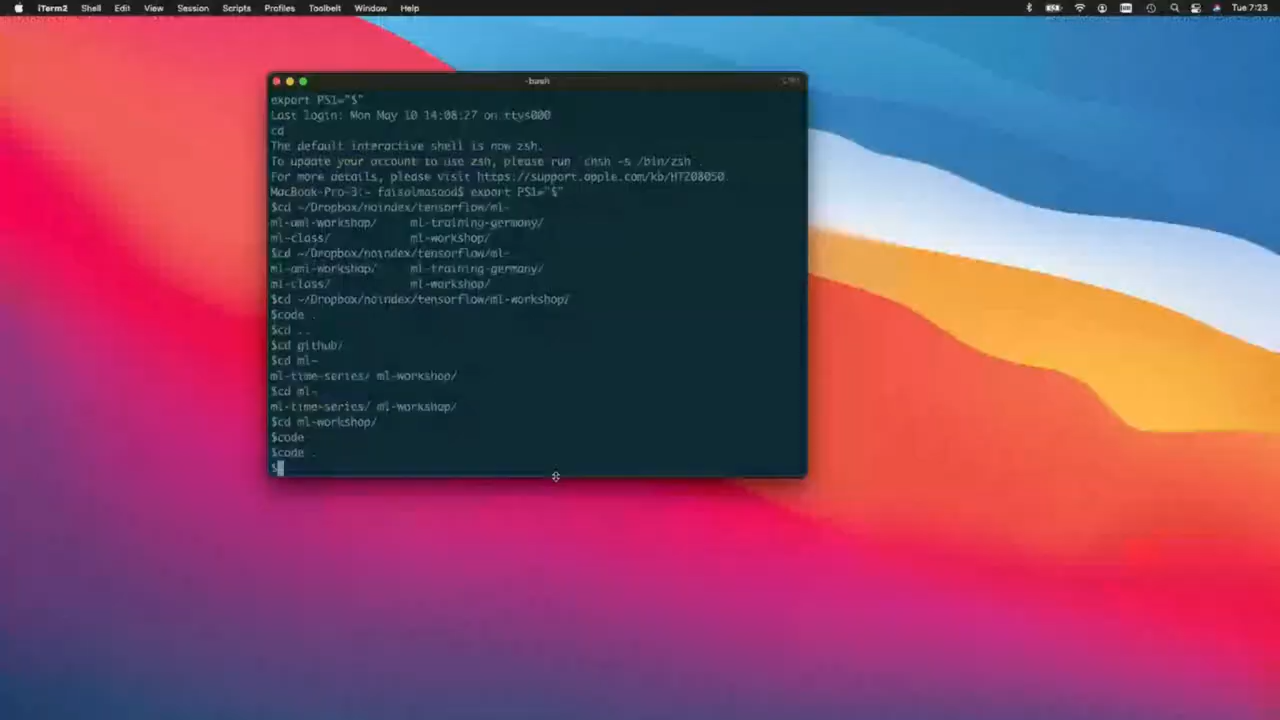 iTerm2 Shell Edit View Session Scripts Profiles Toolbelt Window Help Tue 7:23
-bash
export PS1="$"
Last login: Mon May 10 14:08:27 on ttys000
cd
The default interactive shell is now zsh.
To update your account to use zsh, please run `chsh -s /bin/zsh`.
For more details, please visit https://support.apple.com/kb/HT208050.
MacBook-Pro-3:~ faisalmasood$ export PS1="$"
$cd ~/Dropbox/noindex/tensorflow/ml-
ml-aml-workshop/ ml-training-germany/
ml-class/ ml-workshop/
$cd ~/Dropbox/noindex/tensorflow/ml-
ml-aml-workshop/ ml-training-germany/
ml-class/ ml-workshop/
$cd ~/Dropbox/noindex/tensorflow/ml-workshop/
$code .
$cd ..
$cd github/
$cd ml-
ml-time-series/ ml-workshop/
$cd ml-
ml-time-series/ ml-workshop/
$cd ml-workshop/
$code
$code .
$